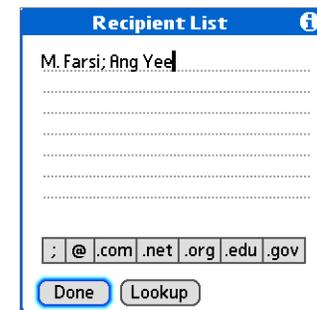 Recipient List
M. Farsi; Ang Yee
; @ .com .net .org .edu .gov
Done Lookup